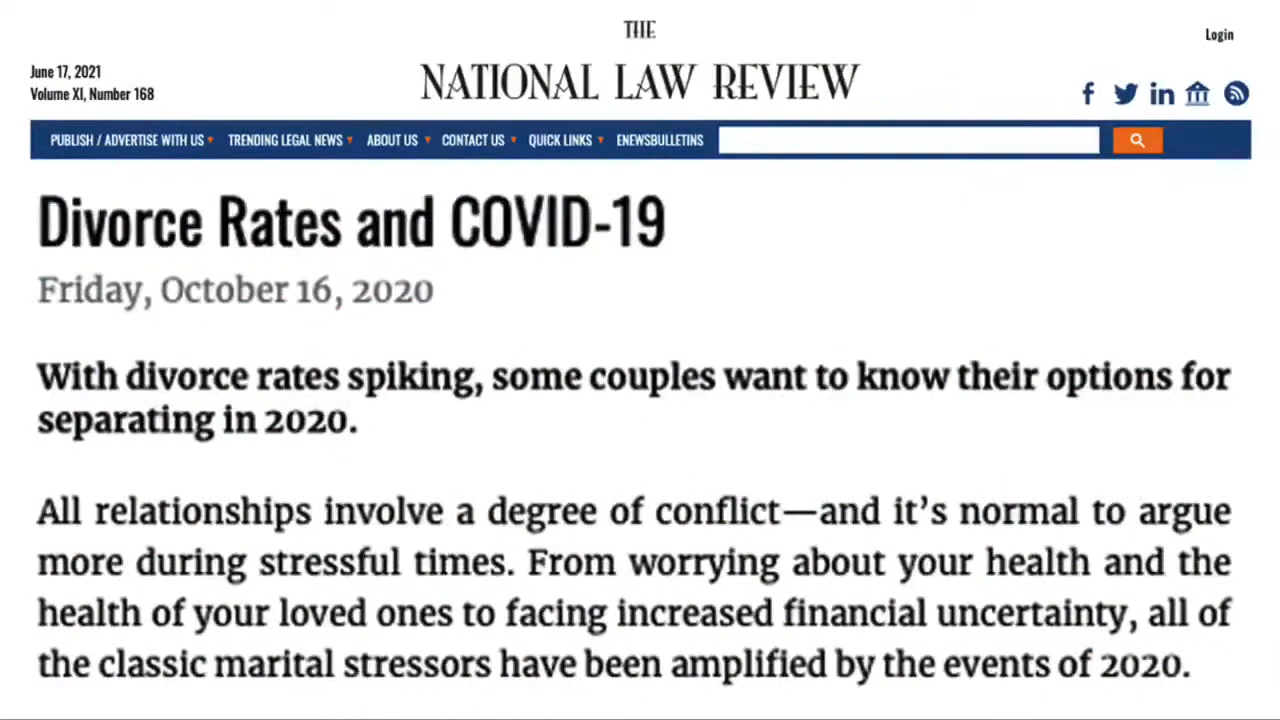 THE
Login
June 17, 2021
NATIONAL LAW REVIEW
Volume XI, Number 168
PUBLISH / ADVERTISE WITH US TRENDING LEGAL NEWS ABOUT US CONTACT US QUICK LINKS ENEWSBULLETINS
Divorce Rates and COVID-19
Friday, October 16, 2020
With divorce rates spiking, some couples want to know their options for
separating in 2020.
All relationships involve a degree of conflict—and it's normal to argue
more during stressful times. From worrying about your health and the
health of your loved ones to facing increased financial uncertainty, all of
the classic marital stressors have been amplified by the events of 2020.